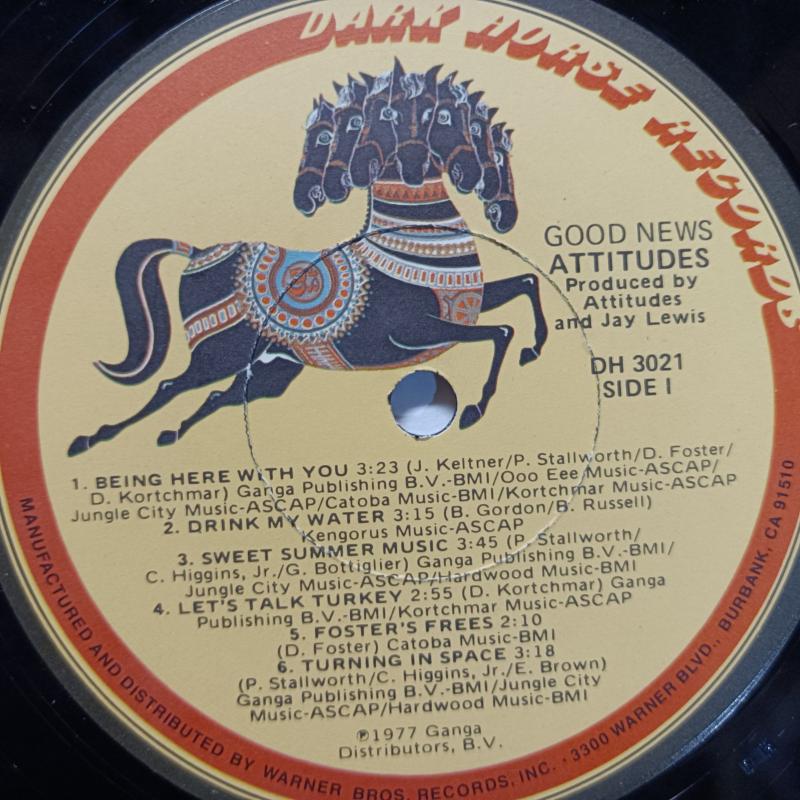 DARK HORSE RECORDS
GOOD NEWS
ATTITUDES
Produced by
Attitudes
and Jay Lewis
DH 3021
SIDE I
1. BEING HERE WITH YOU 3:23 (J. Keltner/P. Stallworth/D. Foster/
D. Kortchmar) Ganga Publishing B.V.-BMI/Ooo Eee Music-ASCAP/
Jungle City Music-ASCAP/Catoba Music-BMI/Kortchmar Music-ASCAP
2. DRINK MY WATER 3:15 (B. Gordon/B. Russell)
Kengorus Music-ASCAP
3. SWEET SUMMER MUSIC 3:45 (P. Stallworth/
C. Higgins, Jr./G. Bottiglier) Ganga Publishing B.V.-BMI/
Jungle City Music-ASCAP/Hardwood Music-BMI
4. LET'S TALK TURKEY 2:55 (D. Kortchmar) Ganga
Publishing B.V.-BMI/Kortchmar Music-ASCAP
5. FOSTER'S FREES 2:10
(D. Foster) Catoba Music-BMI
6. TURNING IN SPACE 3:18
(P. Stallworth/C. Higgins, Jr./E. Brown)
Ganga Publishing B.V.-BMI/Jungle City
Music-ASCAP/Hardwood Music-BMI
℗1977 Ganga
Distributors, B.V.
MANUFACTURED AND DISTRIBUTED BY WARNER BROS. RECORDS, INC. · 3300 WARNER BLVD., BURBANK, CA 91510